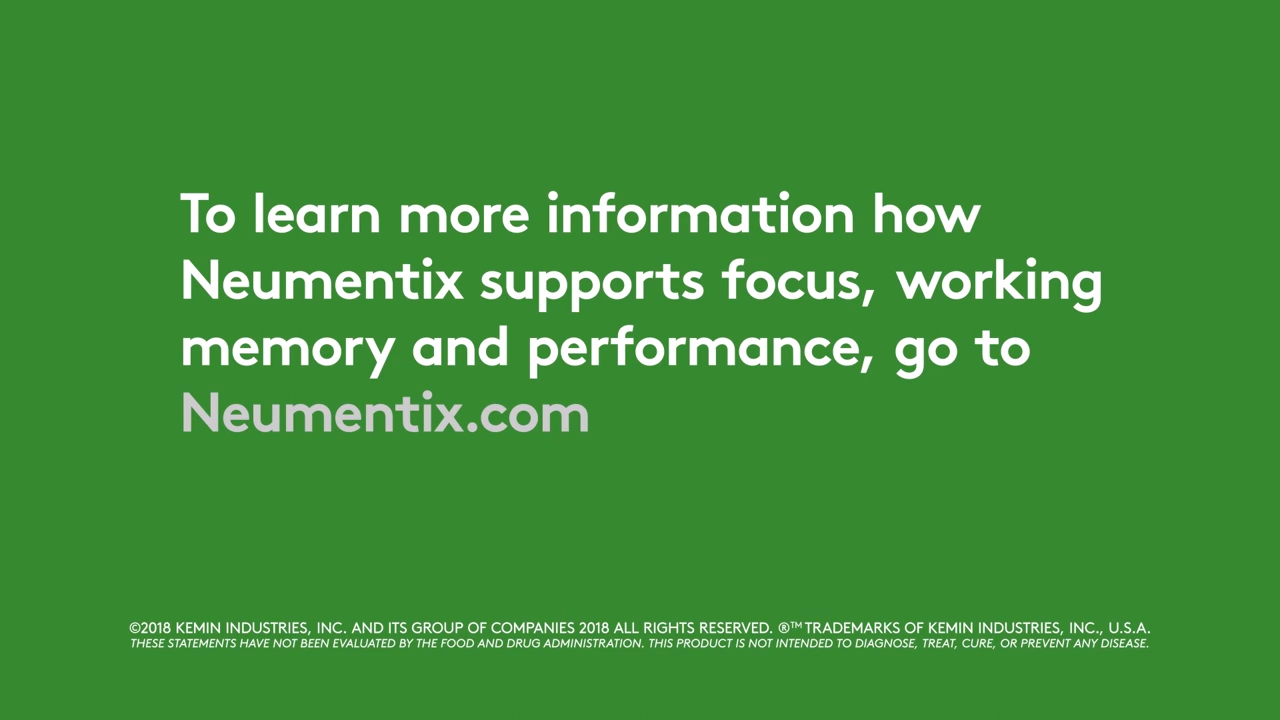 To learn more information how
Neumentix supports focus, working
memory and performance, go to
Neumentix.com
©2018 KEMIN INDUSTRIES, INC. AND ITS GROUP OF COMPANIES 2018 ALL RIGHTS RESERVED. ®™ TRADEMARKS OF KEMIN INDUSTRIES, INC., U.S.A.
THESE STATEMENTS HAVE NOT BEEN EVALUATED BY THE FOOD AND DRUG ADMINISTRATION. THIS PRODUCT IS NOT INTENDED TO DIAGNOSE, TREAT, CURE, OR PREVENT ANY DISEASE.